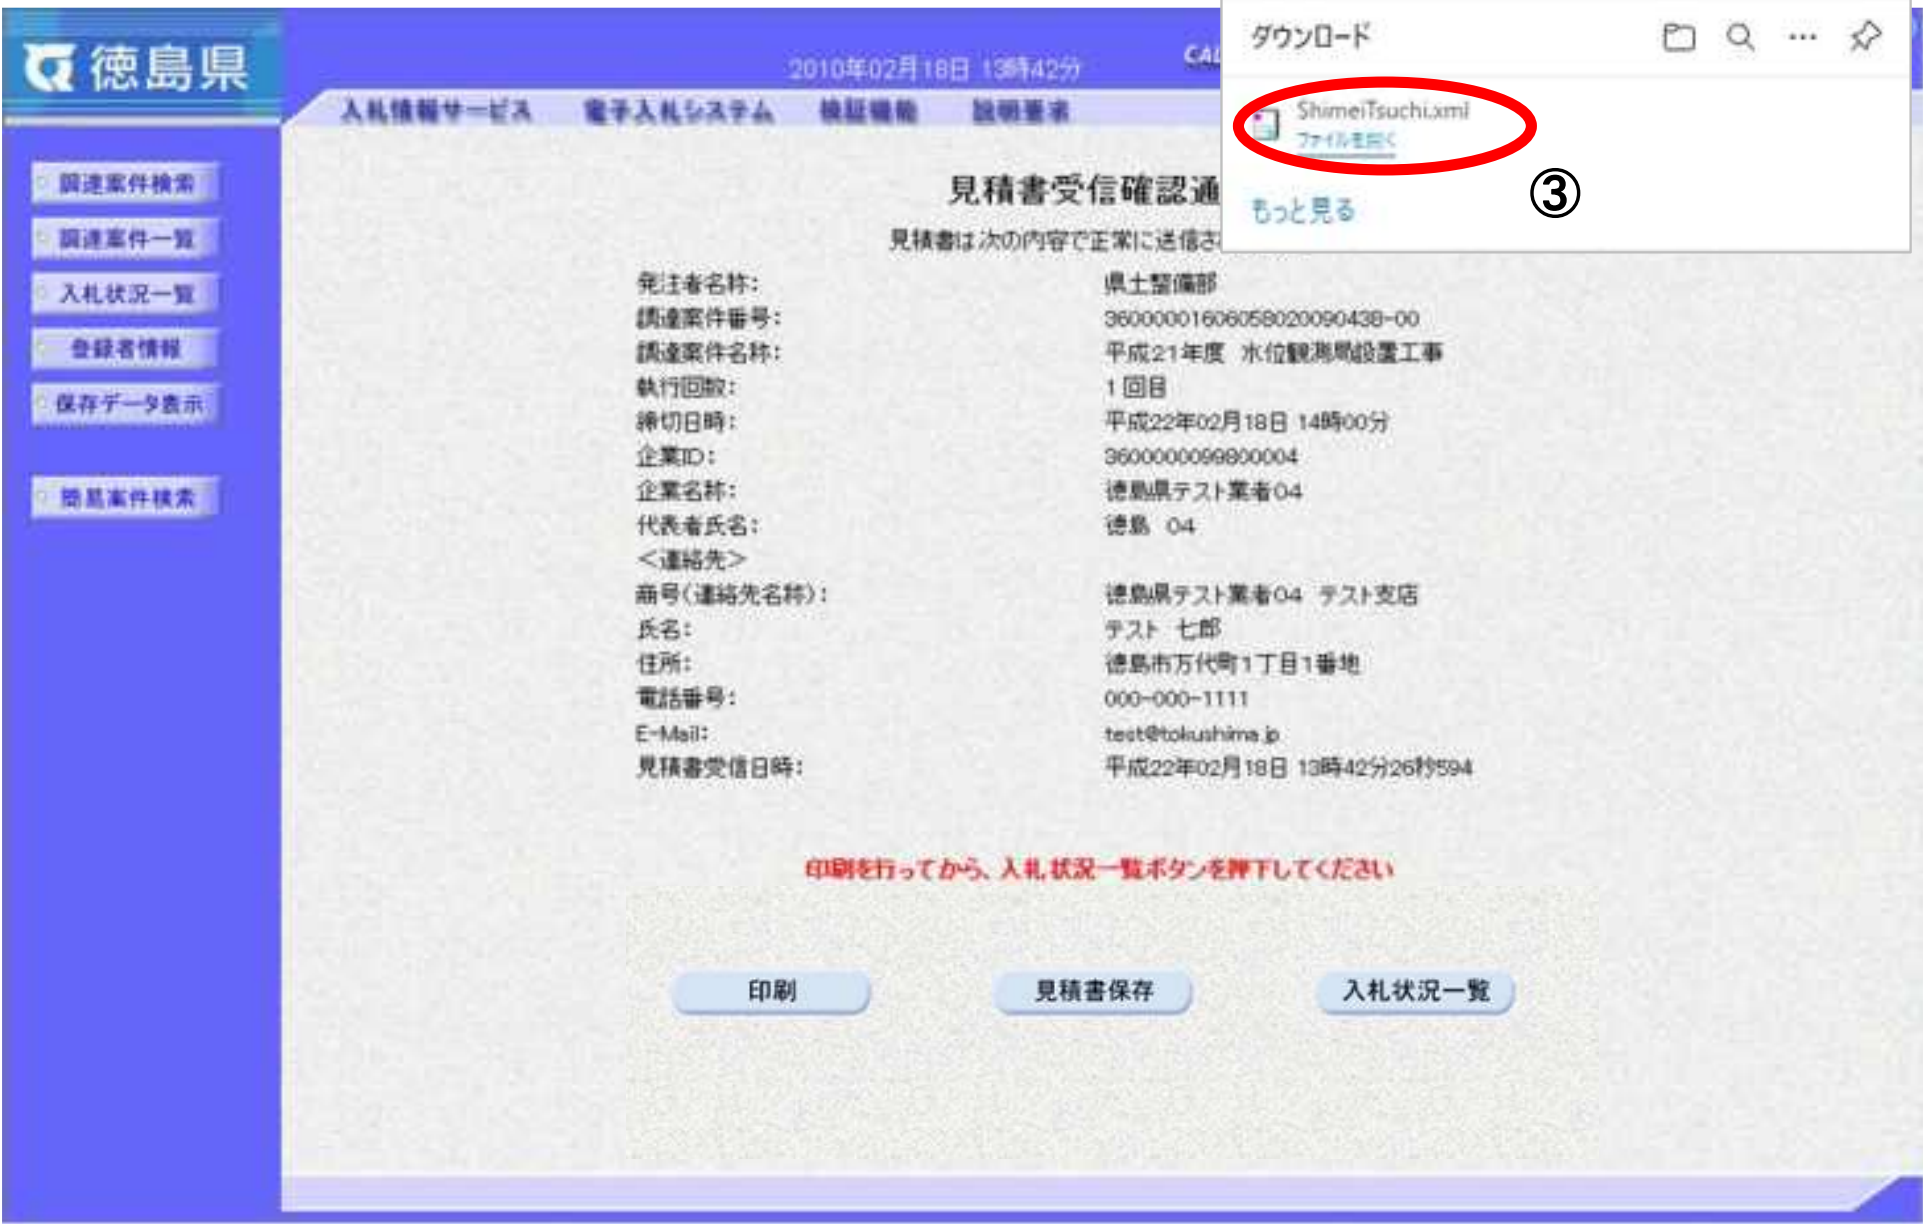 徳島県
2010年02月18日 13時42分
CAL
入札情報サービス 電子入札システム 検証機能 説明要求
ダウンロード
ShimeiTsuchi.xml
ファイルを開く
もっと見る
③
調達案件検索
調達案件一覧
入札状況一覧
登録者情報
保存データ表示
簡易案件検索
見積書受信確認通
見積書は次の内容で正常に送信さ
発注者名称: 県土整備部
調達案件番号: 3600000160605802009043​8-00
調達案件名称: 平成21年度 水位観測局設置工事
執行回数: 1回目
締切日時: 平成22年02月18日 14時00分
企業ID: 3600000099800004
企業名称: 徳島県テスト業者04
代表者氏名: 徳島 04
<連絡先>
商号(連絡先名称): 徳島県テスト業者04 テスト支店
氏名: テスト 七郎
住所: 徳島市万代町1丁目1番地
電話番号: 000-000-1111
E-Mail: test@tokushima.jp
見積書受信日時: 平成22年02月18日 13時42分26秒594
印刷を行ってから、入札状況一覧ボタンを押下してください
印刷 見積書保存 入札状況一覧